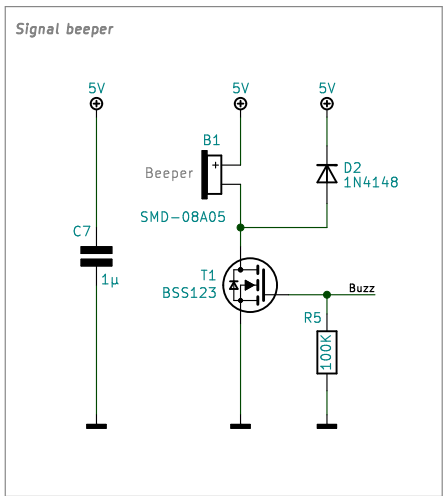 Signal beeper
5V
5V
5V
B1
+
Beeper
D2
1N4148
SMD-08A05
C7
1µ
T1
BSS123
Buzz
R5
100K